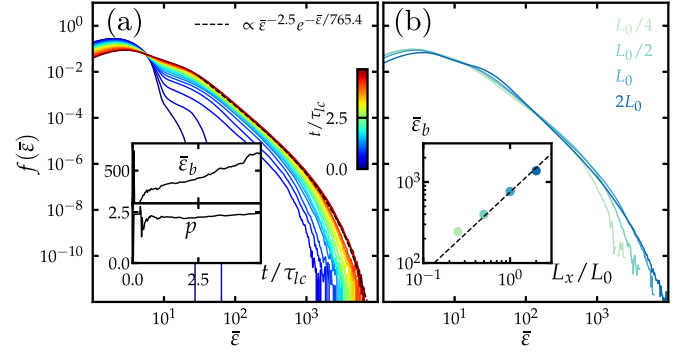 (a)
∝ ε̄^{-2.5} e^{-ε̄/765.4}
10^0
10^{-2}
10^{-4}
10^{-6}
10^{-8}
10^{-10}
f(ε̄)
t/τ_{lc}
5.0
2.5
0.0
ε̄_b
500
2.5
p
0.0
0.0
2.5
t/τ_{lc}
10^1
10^2
10^3
ε̄
(b)
L_0/4
L_0/2
L_0
2L_0
ε̄_b
10^3
10^2
10^{-1}
10^0
L_x/L_0
10^1
10^2
10^3
ε̄